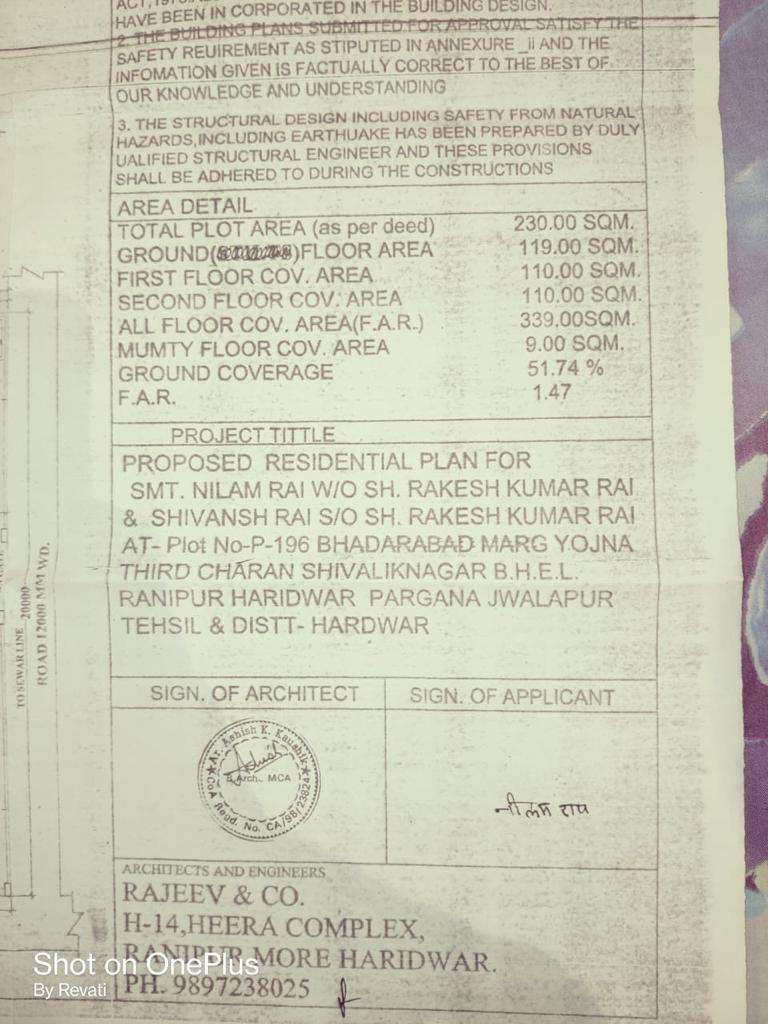 ACT,
HAVE BEEN IN CORPORATED IN THE BUILDING DESIGN.
2. THE BUILDING PLANS SUBMITTED FOR APPROVAL SATISFY THE
SAFETY REUIREMENT AS STIPUTED IN ANNEXURE _ii AND THE
INFOMATION GIVEN IS FACTUALLY CORRECT TO THE BEST OF
OUR KNOWLEDGE AND UNDERSTANDING
3. THE STRUCTURAL DESIGN INCLUDING SAFETY FROM NATURAL
HAZARDS,INCLUDING EARTHUAKE HAS BEEN PREPARED BY DULY
UALIFIED STRUCTURAL ENGINEER AND THESE PROVISIONS
SHALL BE ADHERED TO DURING THE CONSTRUCTIONS
AREA DETAIL
TOTAL PLOT AREA (as per deed) 230.00 SQM.
GROUND( )FLOOR AREA 119.00 SQM.
FIRST FLOOR COV. AREA 110.00 SQM.
SECOND FLOOR COV. AREA 110.00 SQM.
ALL FLOOR COV. AREA(F.A.R.) 339.00SQM.
MUMTY FLOOR COV. AREA 9.00 SQM.
GROUND COVERAGE 51.74 %
F.A.R. 1.47
PROJECT TITTLE
PROPOSED RESIDENTIAL PLAN FOR
SMT. NILAM RAI W/O SH. RAKESH KUMAR RAI
& SHIVANSH RAI S/O SH. RAKESH KUMAR RAI
AT- Plot No-P-196 BHADARABAD MARG YOJNA
THIRD CHARAN SHIVALIKNAGAR B.H.E.L.
RANIPUR HARIDWAR PARGANA JWALAPUR
TEHSIL & DISTT- HARDWAR
TO SEWAR LINE 20000
ROAD 12000 MM WD.
SIGN. OF ARCHITECT SIGN. OF APPLICANT
Ar. Ashish K. Kaushik
B.Arch., MCA
CoA Regd. No. CA/98/23824
नीलम राय
ARCHITECTS AND ENGINEERS
RAJEEV & CO.
H-14,HEERA COMPLEX,
RANIPUR MORE HARIDWAR.
PH. 9897238025
Shot on OnePlus
By Revati